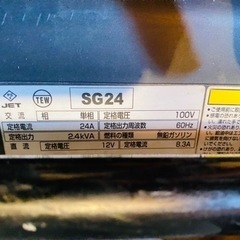 JET TEW SG24
交流 相 単相 定格電圧 100V
定格電流 24A 定格出力周波数 60Hz
定格出力 2.4kVA 燃料の種類 無鉛ガソリン
直流 定格電圧 12V 定格電流 8.3A